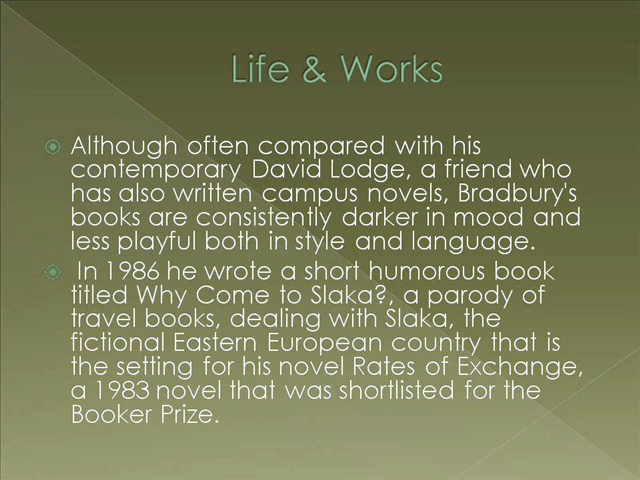 Life & Works
Although often compared with his
contemporary David Lodge, a friend who
has also written campus novels, Bradbury's
books are consistently darker in mood and
less playful both in style and language.
In 1986 he wrote a short humorous book
titled Why Come to Slaka?, a parody of
travel books, dealing with Slaka, the
fictional Eastern European country that is
the setting for his novel Rates of Exchange,
a 1983 novel that was shortlisted for the
Booker Prize.